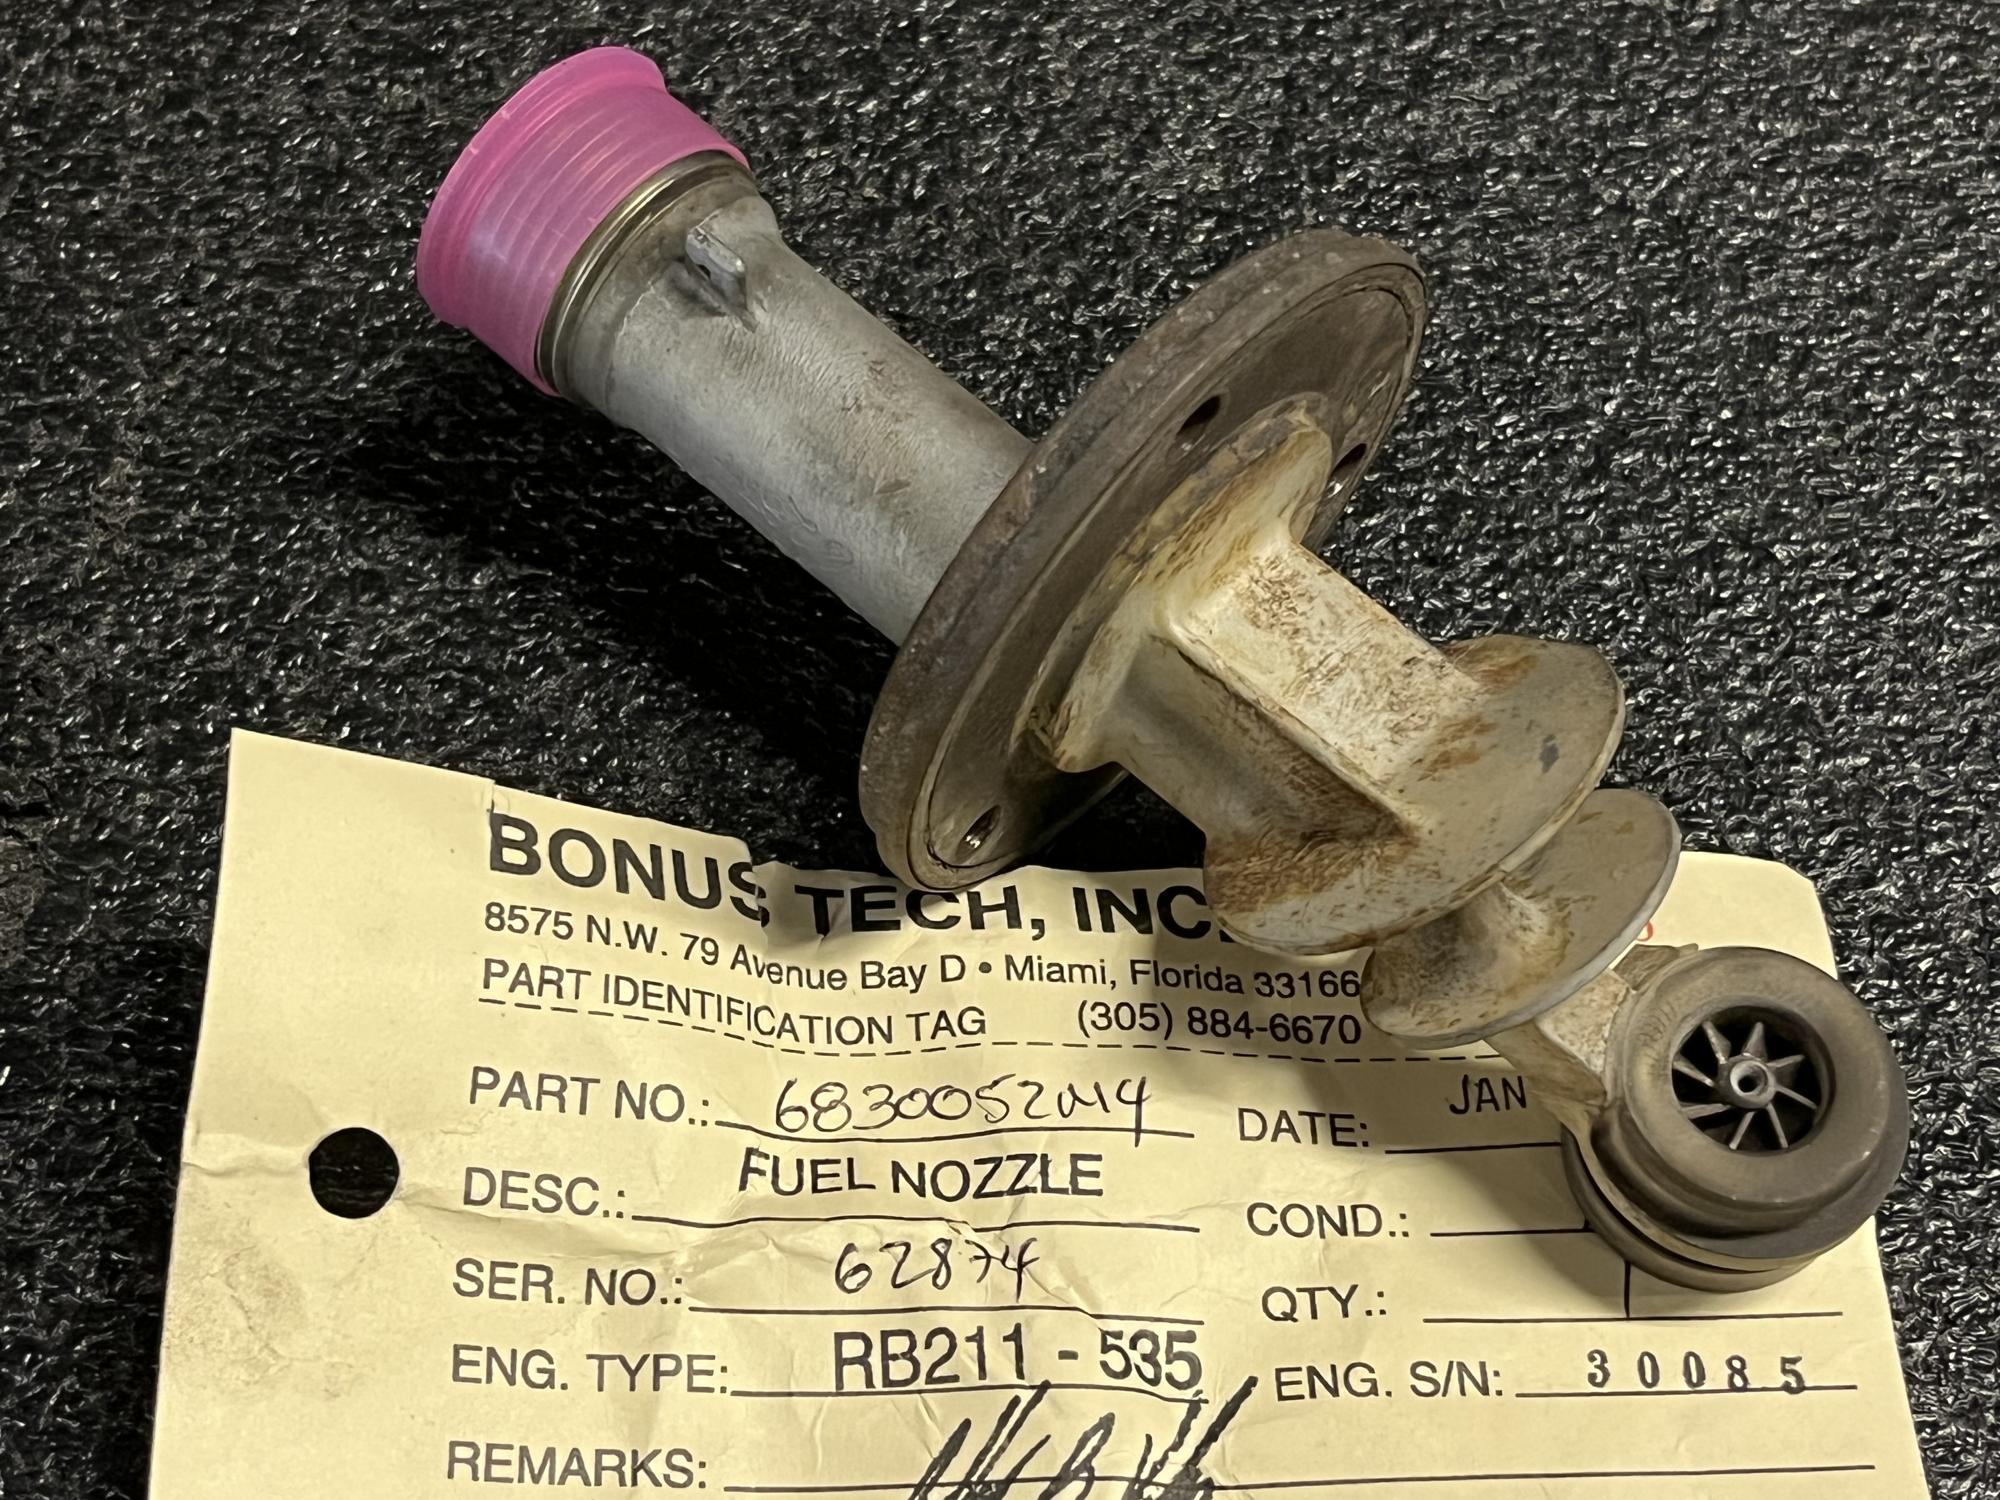 BONUS TECH, INC.
8575 N.W. 79 Avenue Bay D • Miami, Florida 33166
PART IDENTIFICATION TAG (305) 884-6670
PART NO.: 6830052M4 DATE: JAN
DESC.: FUEL NOZZLE COND.:
SER. NO.: 62874 QTY.:
ENG. TYPE: RB211-535 ENG. S/N: 30085
REMARKS: